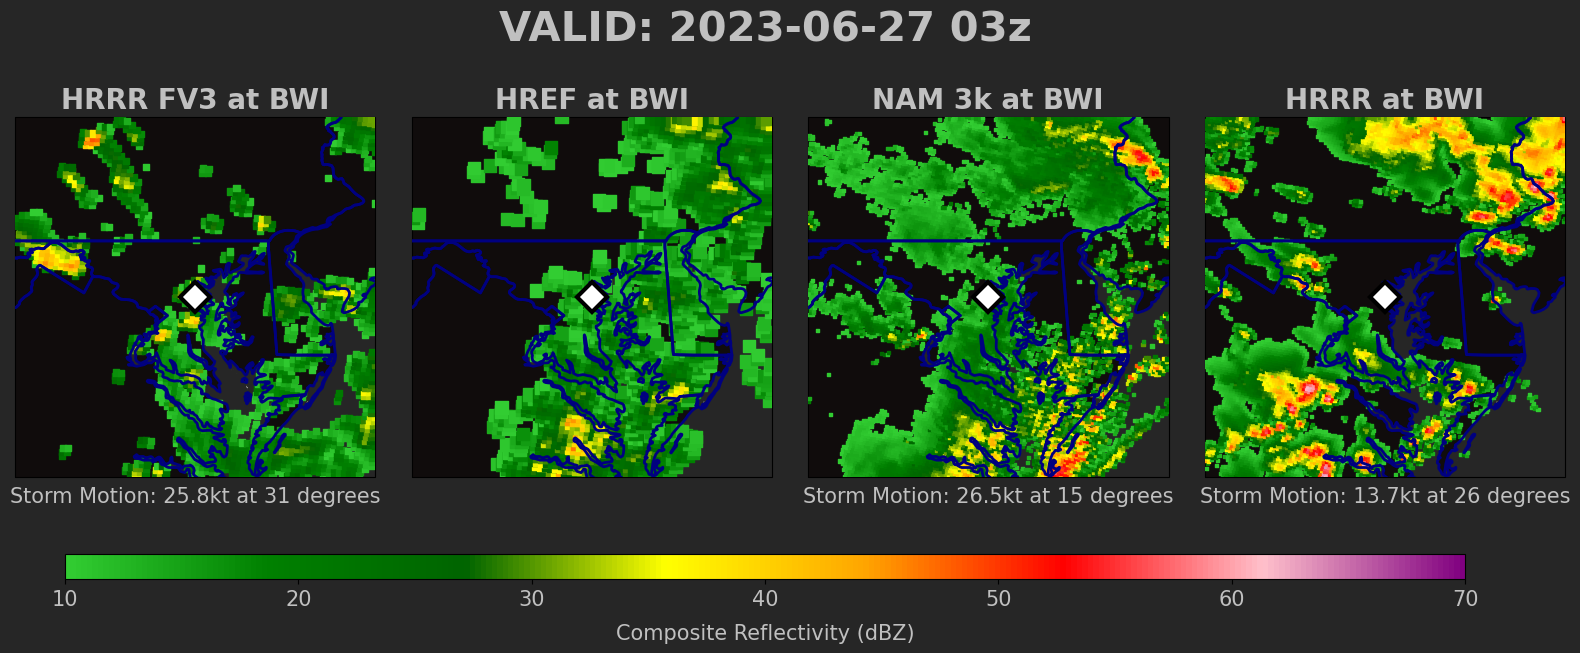 VALID: 2023-06-27 03z
HRRR FV3 at BWI
HREF at BWI
NAM 3k at BWI
HRRR at BWI
Storm Motion: 25.8kt at 31 degrees
Storm Motion: 26.5kt at 15 degrees
Storm Motion: 13.7kt at 26 degrees
10 20 30 40 50 60 70
Composite Reflectivity (dBZ)